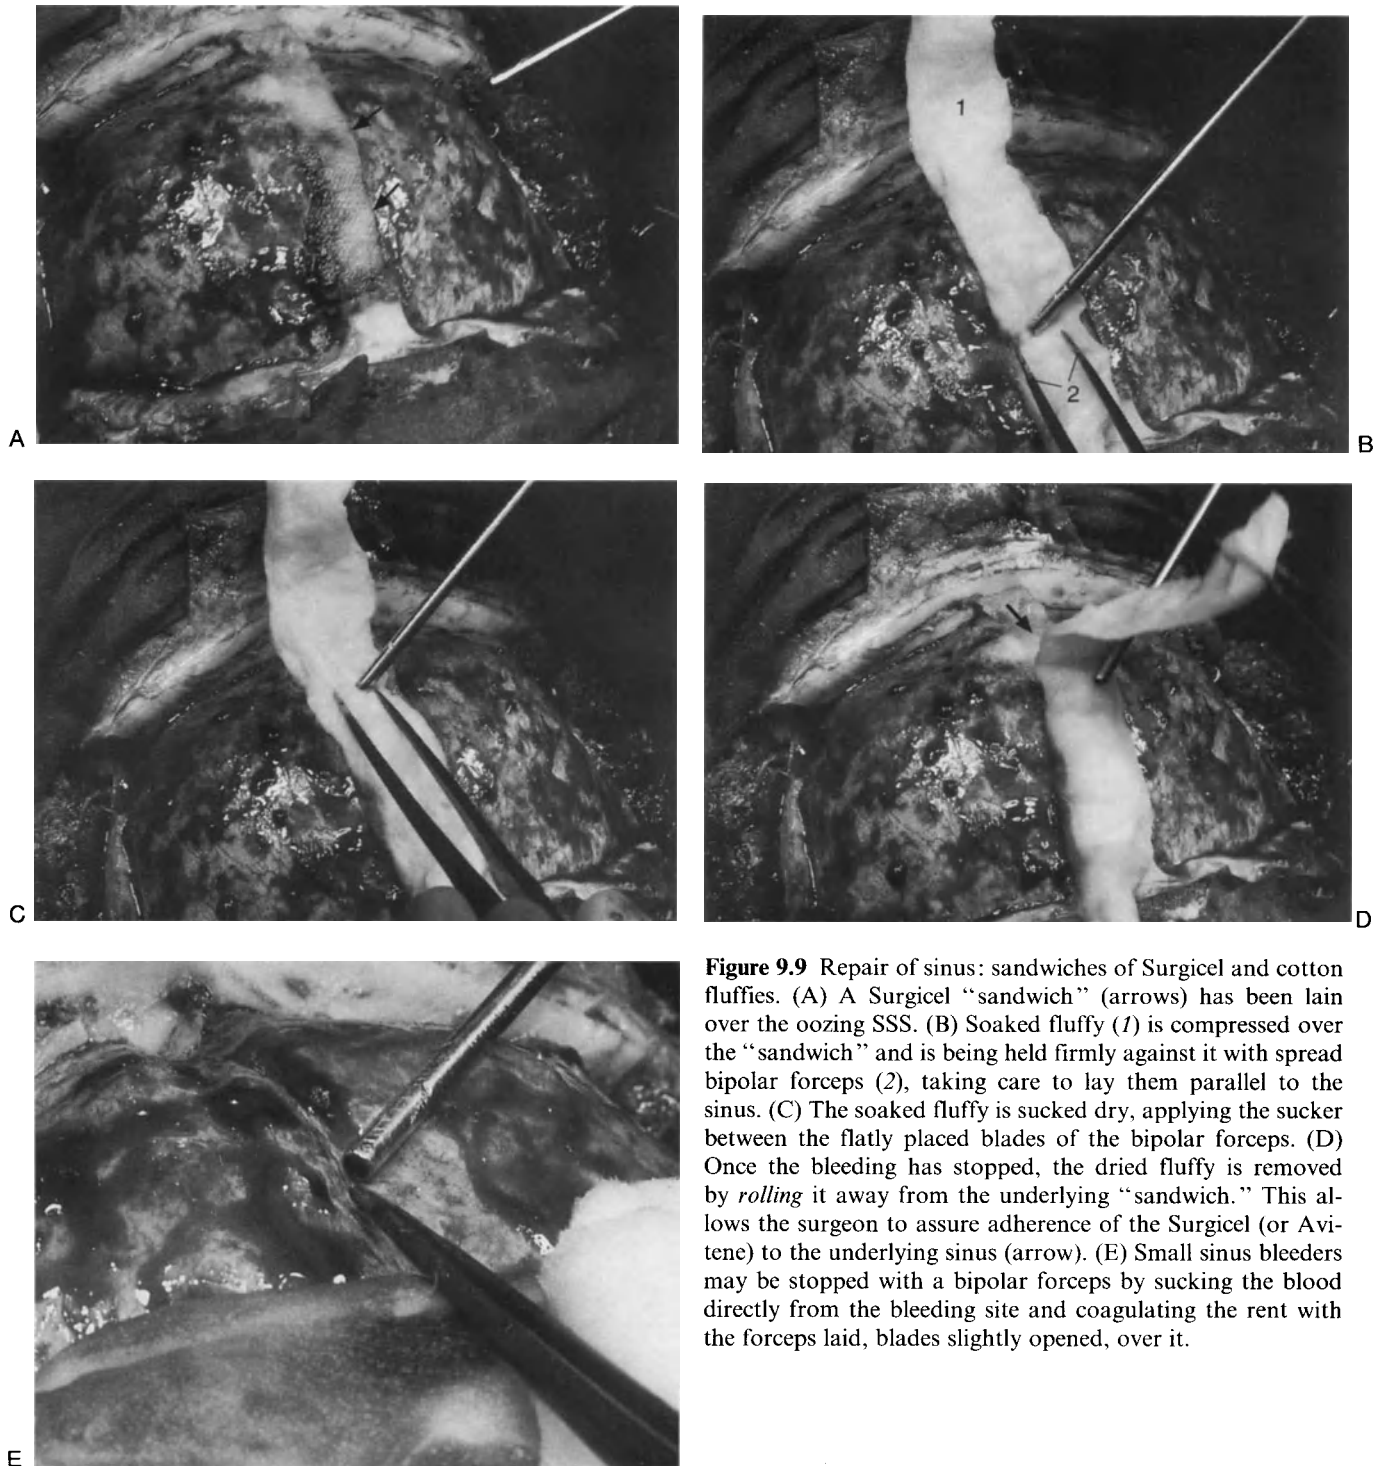 A
1
2
B
C
D
E
Figure 9.9 Repair of sinus: sandwiches of Surgicel and cotton
fluffies. (A) A Surgicel “sandwich” (arrows) has been lain
over the oozing SSS. (B) Soaked fluffy (1) is compressed over
the “sandwich” and is being held firmly against it with spread
bipolar forceps (2), taking care to lay them parallel to the
sinus. (C) The soaked fluffy is sucked dry, applying the sucker
between the flatly placed blades of the bipolar forceps. (D)
Once the bleeding has stopped, the dried fluffy is removed
by rolling it away from the underlying “sandwich.” This al-
lows the surgeon to assure adherence of the Surgicel (or Avi-
tene) to the underlying sinus (arrow). (E) Small sinus bleeders
may be stopped with a bipolar forceps by sucking the blood
directly from the bleeding site and coagulating the rent with
the forceps laid, blades slightly opened, over it.